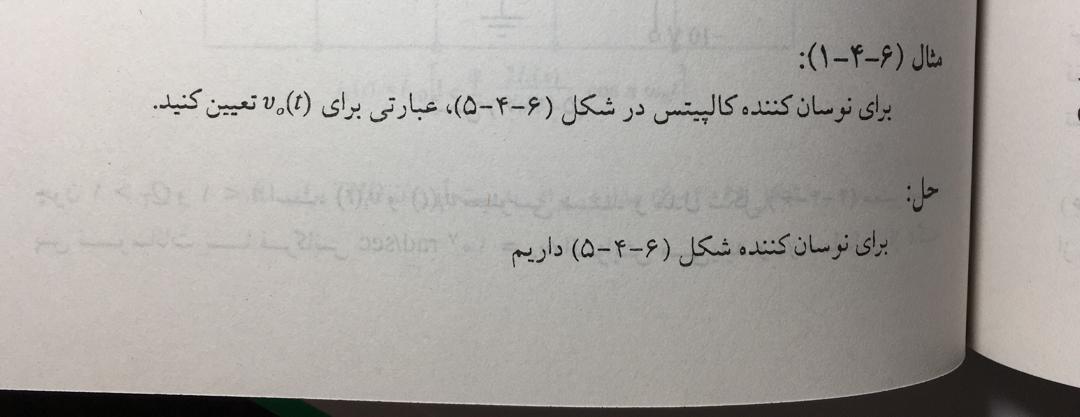 مثال (۶-۴-۱):
برای نوسان کننده کالپیتس در شکل (۶-۴-۵)، عبارتی برای vₒ(t) تعیین کنید.
حل:
برای نوسان کننده شکل (۶-۴-۵) داریم